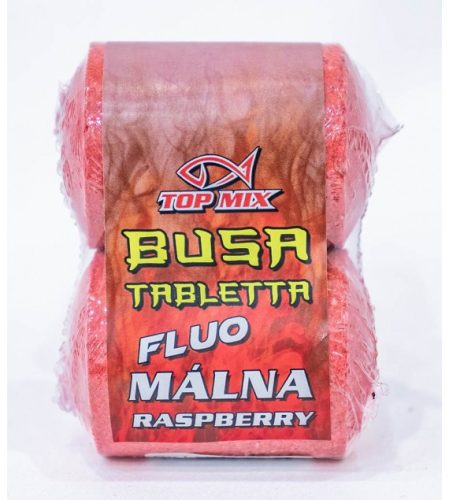 TOP MIX
BUSA
TABLETTA
FLUO
MÁLNA
RASPBERRY